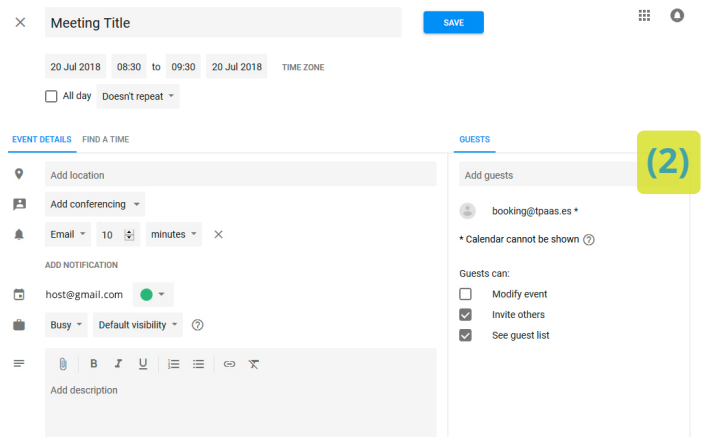 Meeting Title
SAVE
20 Jul 2018 08:30 to 09:30 20 Jul 2018 TIME ZONE
All day Doesn't repeat
EVENT DETAILS FIND A TIME
GUESTS
(2)
Add location
Add guests
Add conferencing
booking@tpaas.es *
Email 10 minutes
* Calendar cannot be shown ?
ADD NOTIFICATION
Guests can:
host@gmail.com
Modify event
Busy Default visibility ?
Invite others
See guest list
B I U
Add description